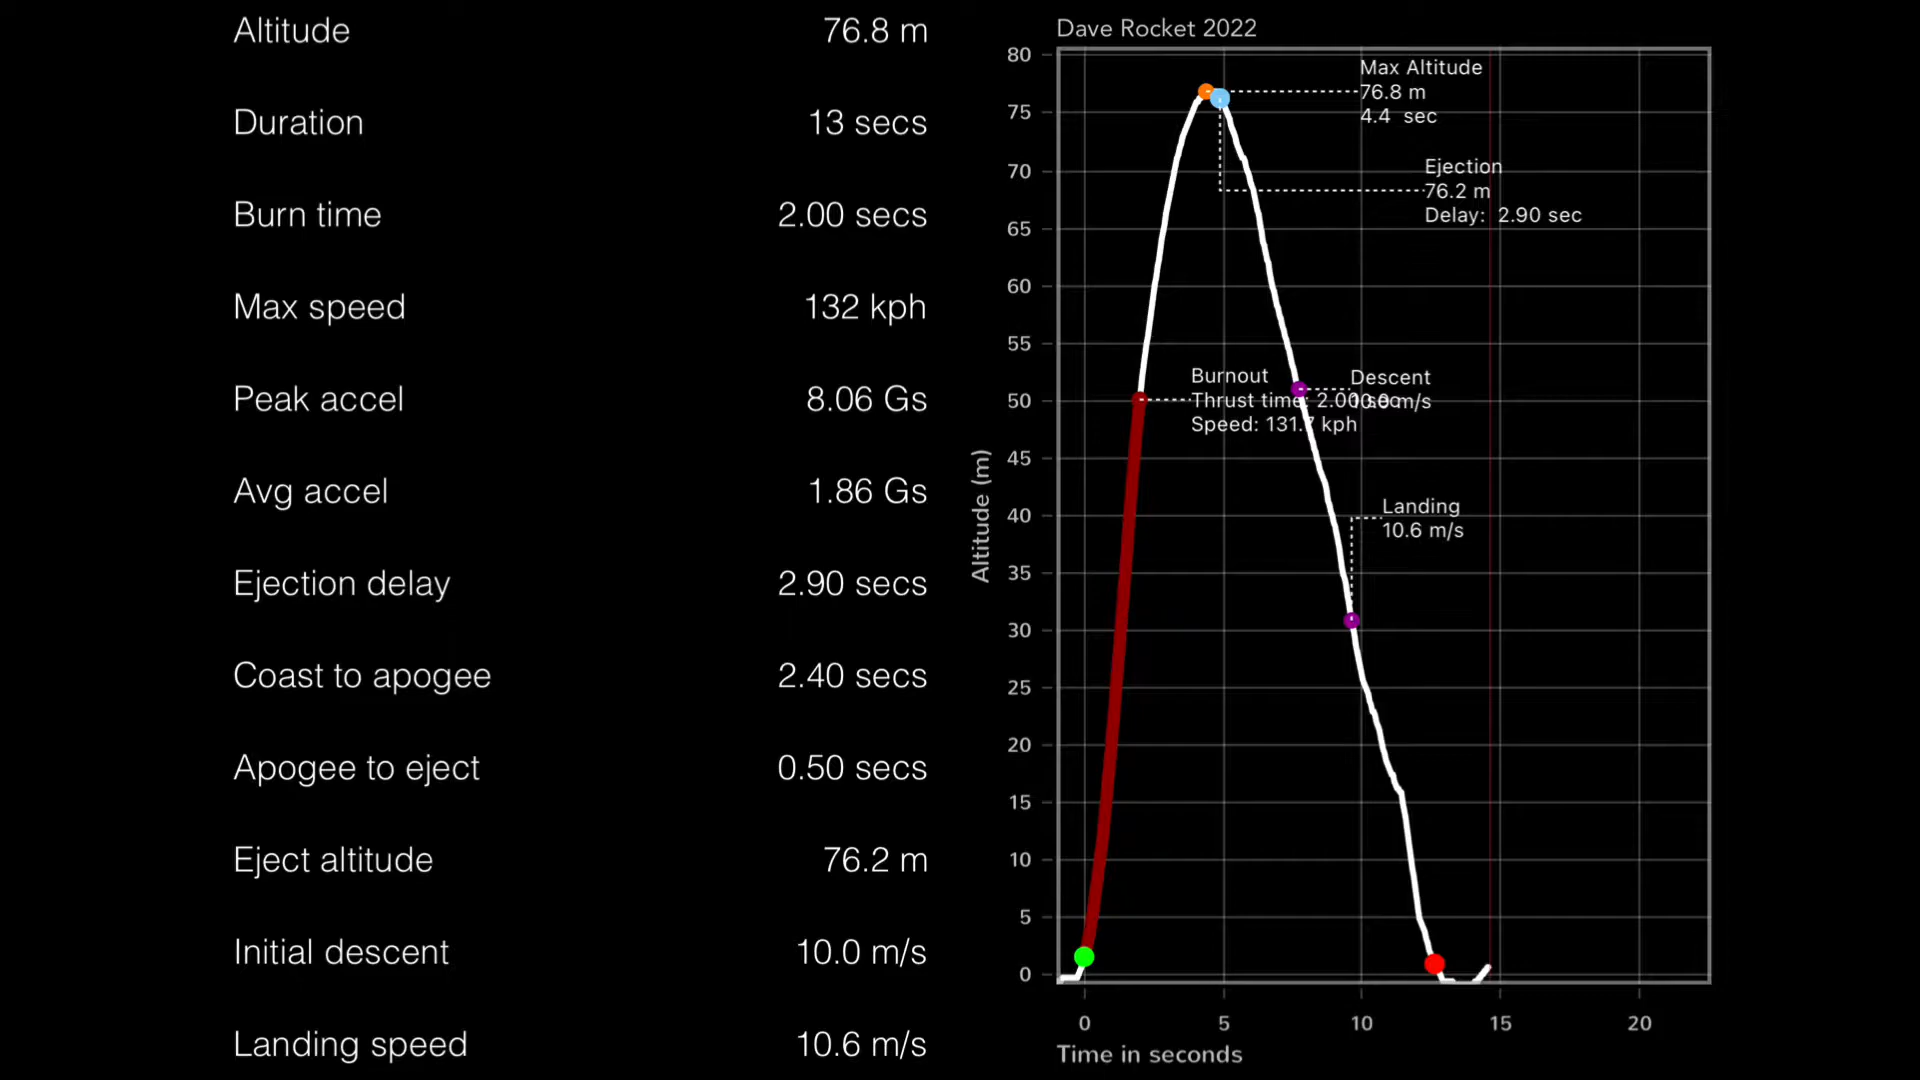 Altitude 76.8 m
Duration 13 secs
Burn time 2.00 secs
Max speed 132 kph
Peak accel 8.06 Gs
Avg accel 1.86 Gs
Ejection delay 2.90 secs
Coast to apogee 2.40 secs
Apogee to eject 0.50 secs
Eject altitude 76.2 m
Initial descent 10.0 m/s
Landing speed 10.6 m/s
Dave Rocket 2022
Altitude (m)
80
75
70
65
60
55
50
45
40
35
30
25
20
15
10
5
0
Max Altitude
76.8 m
4.4 sec
Ejection
76.2 m
Delay: 2.90 sec
Burnout
Thrust time: 2.00 sec
Speed: 131.7 kph
Descent
10.0 m/s
Landing
10.6 m/s
0 5 10 15 20
Time in seconds